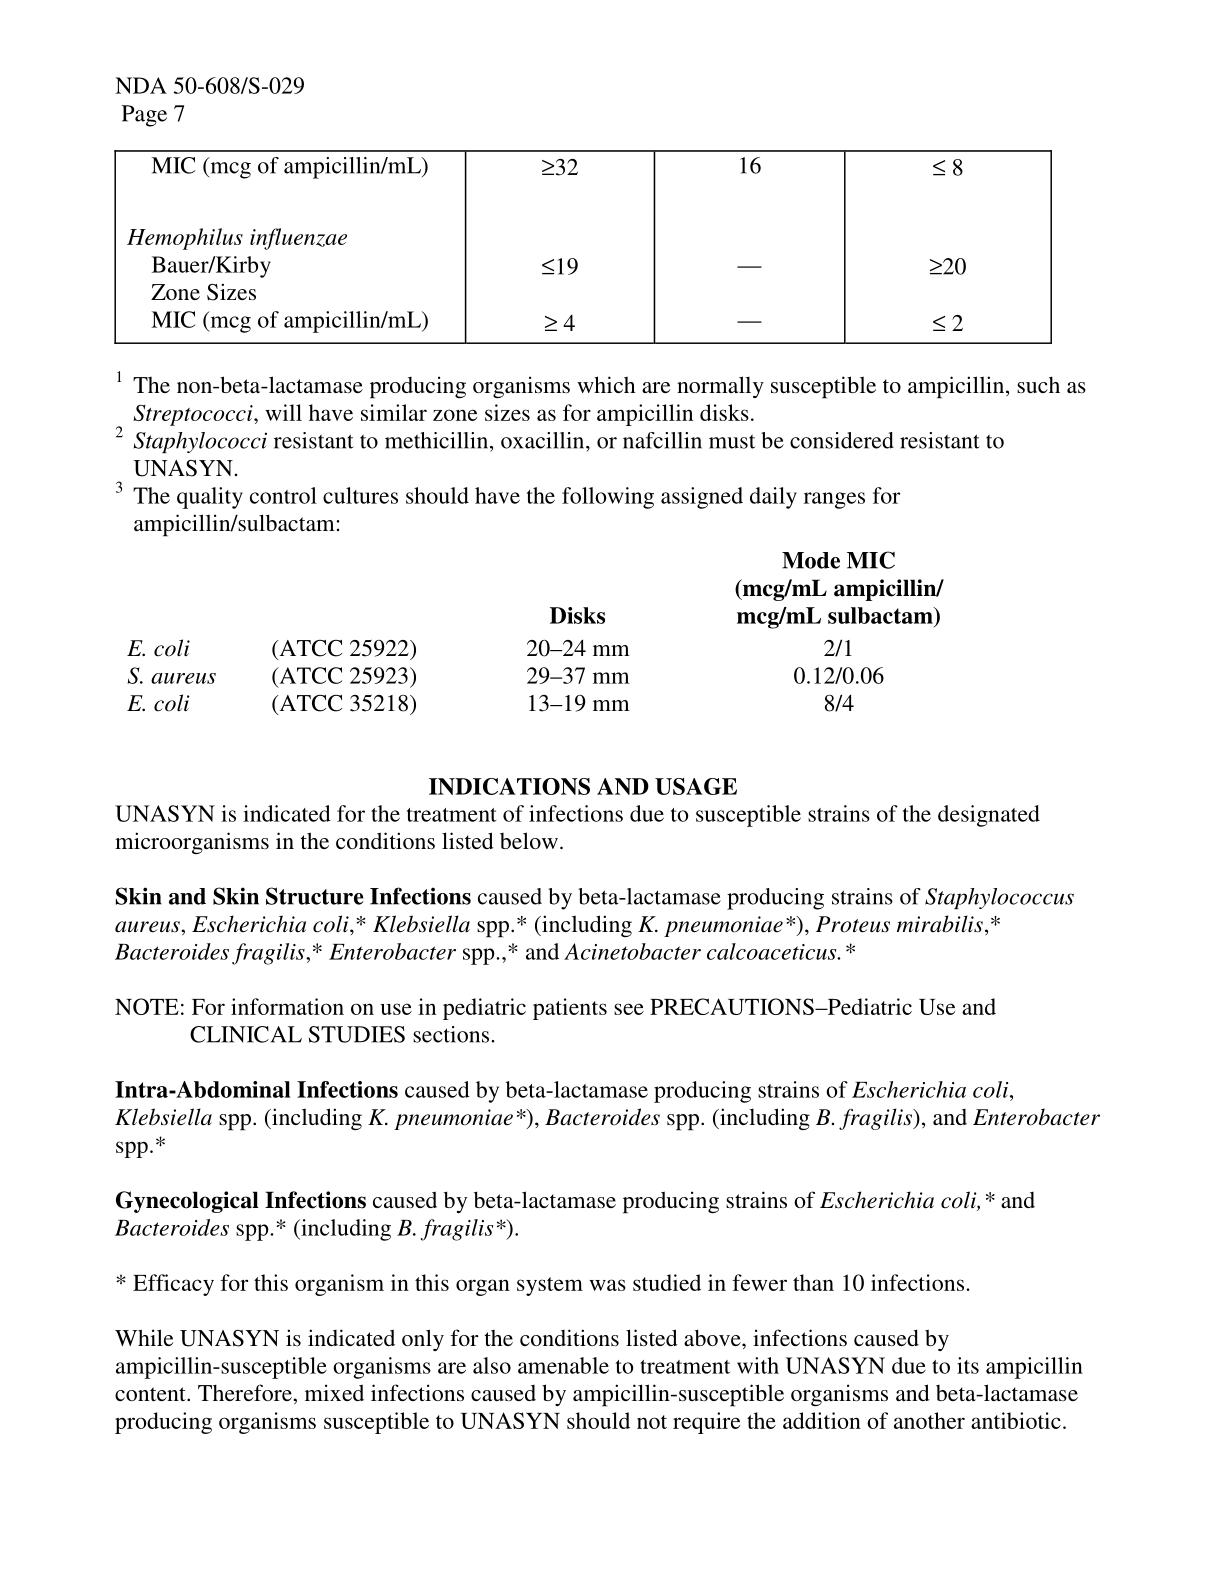 NDA 50-608/S-029
Page 7
MIC (mcg of ampicillin/mL) ≥32 16 ≤ 8
Hemophilus influenzae
Bauer/Kirby ≤19 — ≥20
Zone Sizes
MIC (mcg of ampicillin/mL) ≥ 4 — ≤ 2
1 The non-beta-lactamase producing organisms which are normally susceptible to ampicillin, such as
Streptococci, will have similar zone sizes as for ampicillin disks.
2 Staphylococci resistant to methicillin, oxacillin, or nafcillin must be considered resistant to
UNASYN.
3 The quality control cultures should have the following assigned daily ranges for
ampicillin/sulbactam:
Mode MIC
(mcg/mL ampicillin/
Disks mcg/mL sulbactam)
E. coli (ATCC 25922) 20–24 mm 2/1
S. aureus (ATCC 25923) 29–37 mm 0.12/0.06
E. coli (ATCC 35218) 13–19 mm 8/4
INDICATIONS AND USAGE
UNASYN is indicated for the treatment of infections due to susceptible strains of the designated
microorganisms in the conditions listed below.
Skin and Skin Structure Infections caused by beta-lactamase producing strains of Staphylococcus
aureus, Escherichia coli,* Klebsiella spp.* (including K. pneumoniae*), Proteus mirabilis,*
Bacteroides fragilis,* Enterobacter spp.,* and Acinetobacter calcoaceticus.*
NOTE: For information on use in pediatric patients see PRECAUTIONS–Pediatric Use and
CLINICAL STUDIES sections.
Intra-Abdominal Infections caused by beta-lactamase producing strains of Escherichia coli,
Klebsiella spp. (including K. pneumoniae*), Bacteroides spp. (including B. fragilis), and Enterobacter
spp.*
Gynecological Infections caused by beta-lactamase producing strains of Escherichia coli,* and
Bacteroides spp.* (including B. fragilis*).
* Efficacy for this organism in this organ system was studied in fewer than 10 infections.
While UNASYN is indicated only for the conditions listed above, infections caused by
ampicillin-susceptible organisms are also amenable to treatment with UNASYN due to its ampicillin
content. Therefore, mixed infections caused by ampicillin-susceptible organisms and beta-lactamase
producing organisms susceptible to UNASYN should not require the addition of another antibiotic.